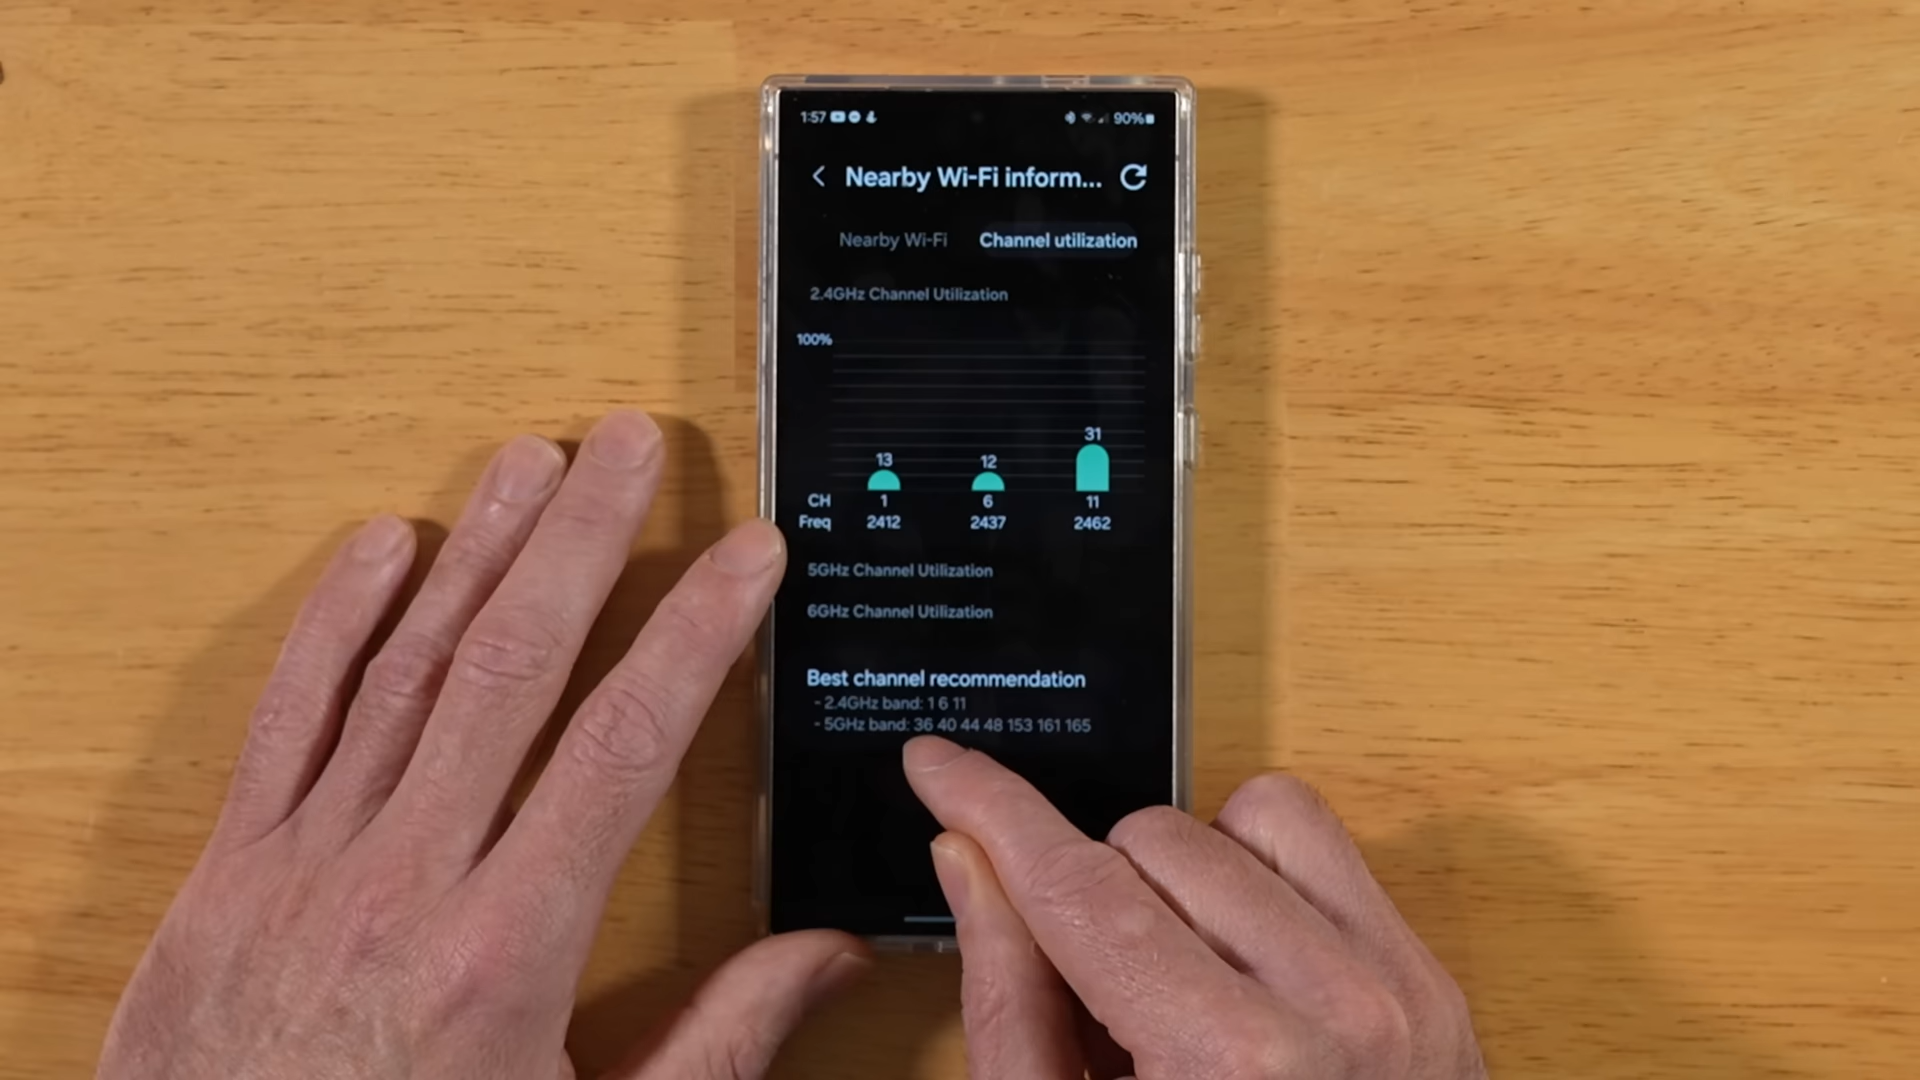 1:57
90%
Nearby Wi-Fi inform...
Nearby Wi-Fi Channel utilization
2.4GHz Channel Utilization
100%
13 12 31
CH 1 6 11
Freq 2412 2437 2462
5GHz Channel Utilization
6GHz Channel Utilization
Best channel recommendation
- 2.4GHz band: 1 6 11
- 5GHz band: 36 40 44 48 153 161 165